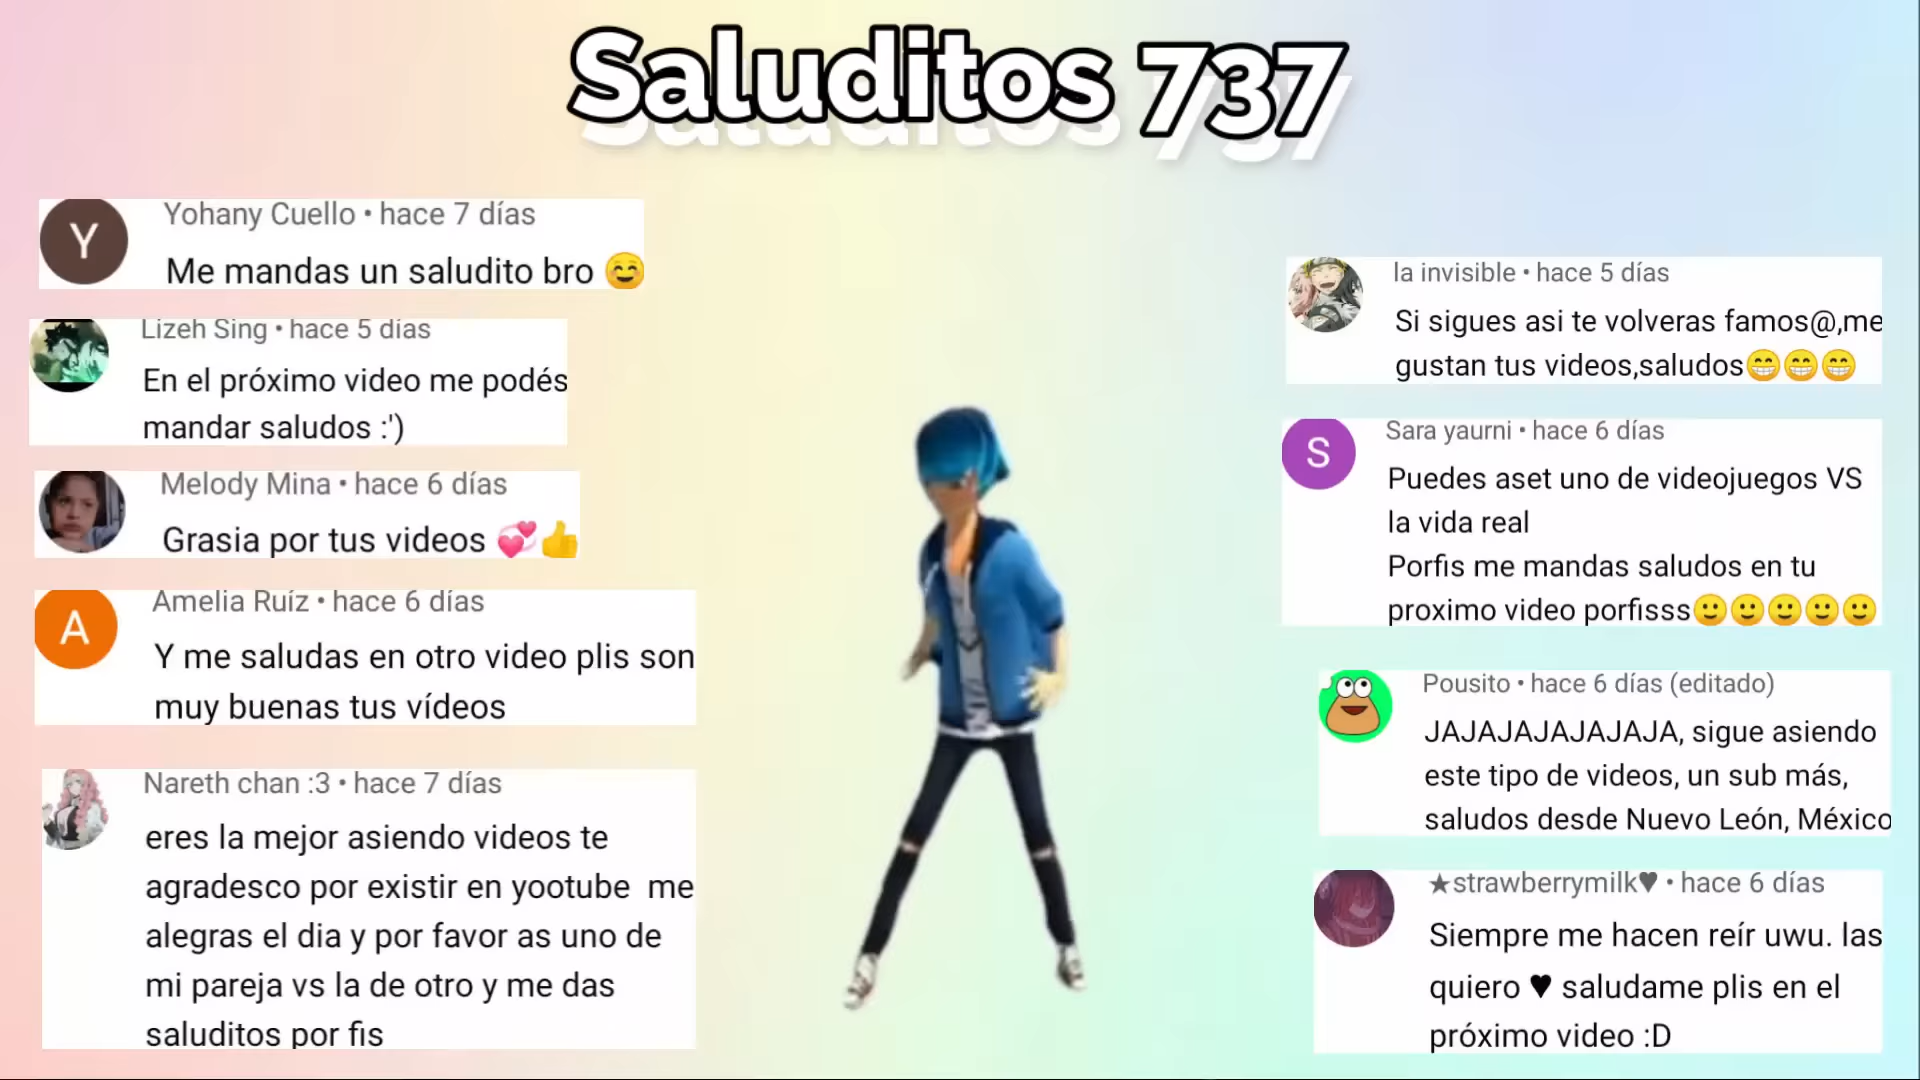 Saluditos 737
Y
Yohany Cuello • hace 7 días
Me mandas un saludito bro 😊
Lizeh Sing • hace 5 días
En el próximo video me podés
mandar saludos :')
Melody Mina • hace 6 días
Grasia por tus videos 💞👍
A
Amelia Ruíz • hace 6 días
Y me saludas en otro video plis son
muy buenas tus vídeos
Nareth chan :3 • hace 7 días
eres la mejor asiendo videos te
agradesco por existir en yootube  me
alegras el dia y por favor as uno de
mi pareja vs la de otro y me das
saluditos por fis
la invisible • hace 5 días
Si sigues asi te volveras famos@,me
gustan tus videos,saludos😁😁😁
S
Sara yaurni • hace 6 días
Puedes aset uno de videojuegos VS
la vida real
Porfis me mandas saludos en tu
proximo video porfisss🙂🙂🙂🙂🙂
Pousito • hace 6 días (editado)
JAJAJAJAJAJAJA, sigue asiendo
este tipo de videos, un sub más,
saludos desde Nuevo León, México
★strawberrymilk♥ • hace 6 días
Siempre me hacen reír uwu. las
quiero ♥ saludame plis en el
próximo video :D